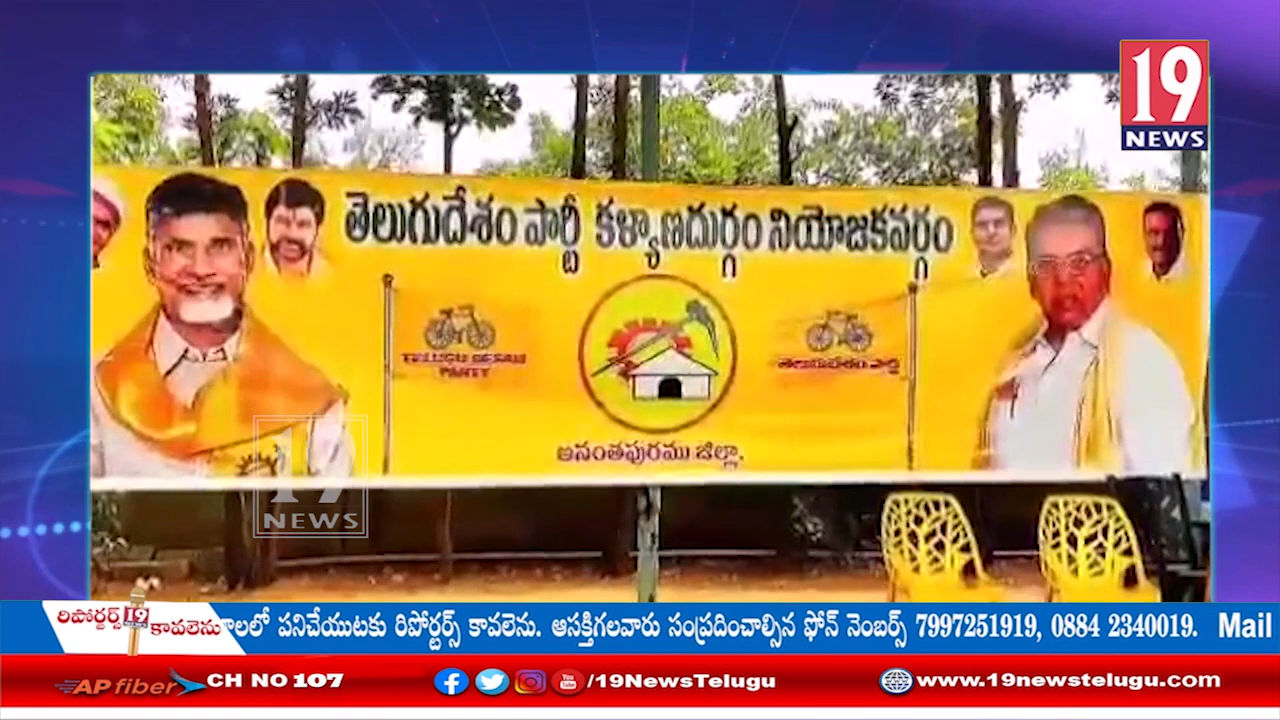 19
NEWS
తెలుగుదేశం పార్టీ కళ్యాణదుర్గం నియోజకవర్గం
TELUGU DESAM
PARTY
తెలుగుదేశం పార్టీ
అనంతపురము జిల్లా.
19
NEWS
రిపోర్టర్స్ 19 కావలెను
లలో పనిచేయుటకు రిపోర్టర్స్ కావలెను. ఆసక్తిగలవారు సంప్రదించాల్సిన ఫోన్ నెంబర్స్ 7997251919, 0884 2340019. Mail
AP fiber CH NO 107 /19NewsTelugu www.19newstelugu.com